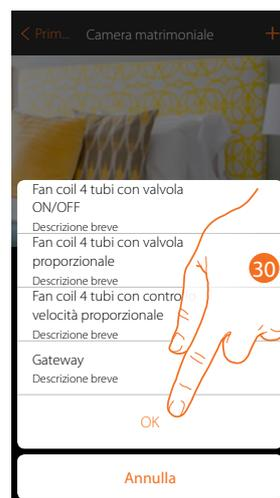 < Prim... Camera matrimoniale +
Fan coil 4 tubi con valvola
ON/OFF
Descrizione breve
Fan coil 4 tubi con valvola
proporzionale
Descrizione breve
30
Fan coil 4 tubi con contro
velocità proporzionale
Descrizione breve
Gateway
Descrizione breve
OK
Annulla